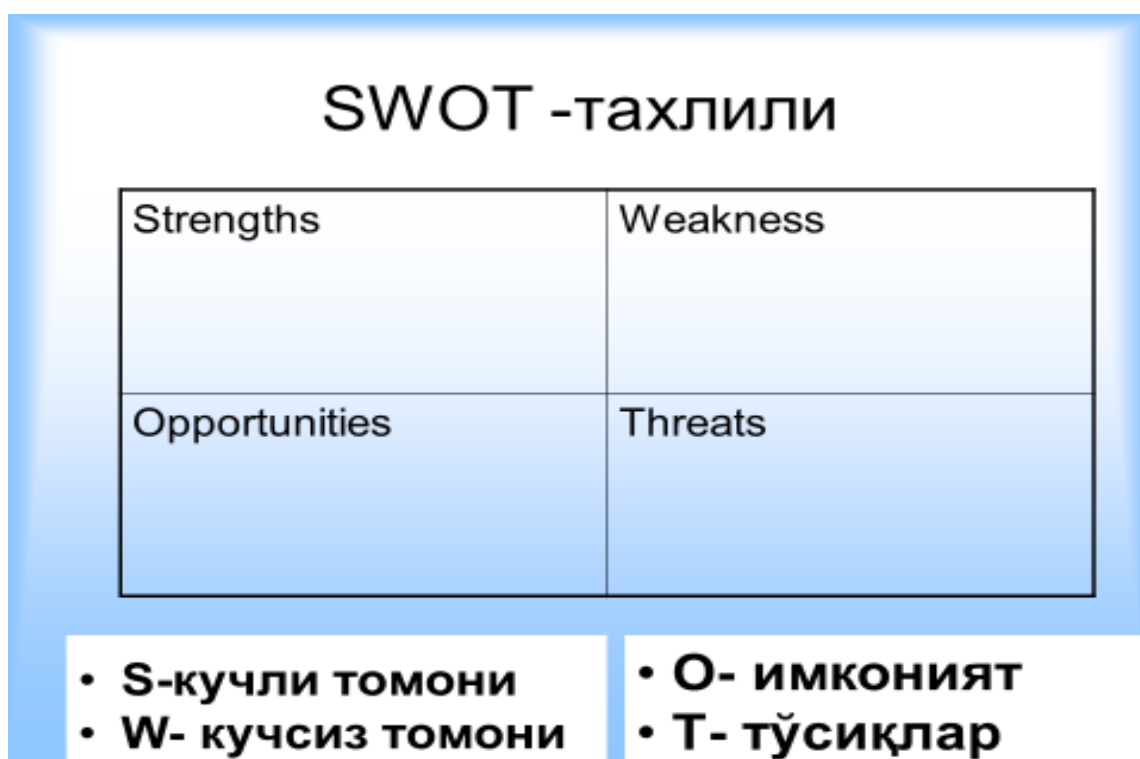 SWOT -тахлили
Strengths
Weakness
Opportunities
Threats
• S-кучли томони
• W- кучсиз томони
• О- имконият
• Т- тўсиқлар